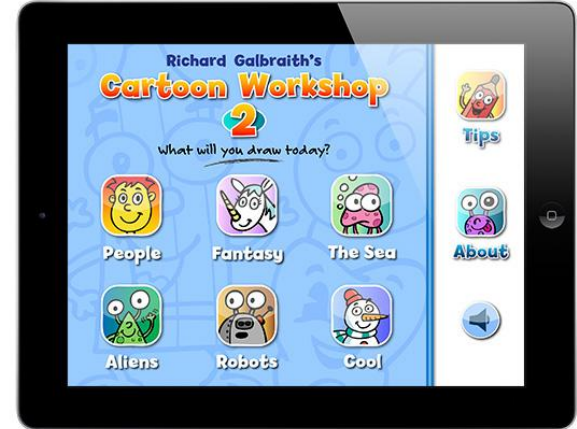 Richard Galbraith's
Cartoon Workshop
2
What will you draw today?
People
Fantasy
The Sea
Aliens
Robots
Cool
Tips
About